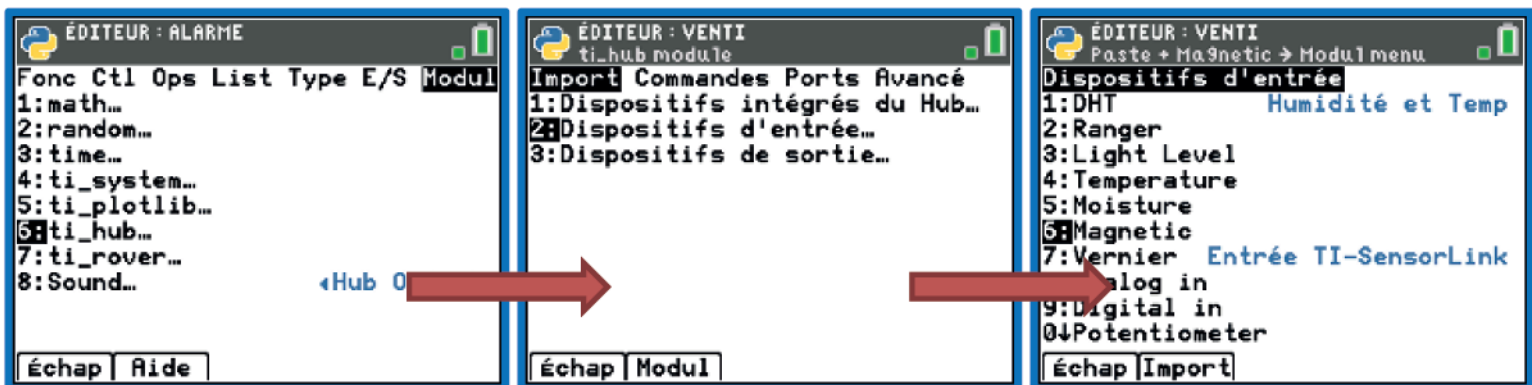 ÉDITEUR : ALARME
Fonc Ctl Ops List Type E/S Modul
1:math…
2:random…
3:time…
4:ti_system…
5:ti_plotlib…
6:ti_hub…
7:ti_rover…
8:Sound… ◂Hub
Échap Aide
ÉDITEUR : VENTI
ti_hub module
Import Commandes Ports Avancé
1:Dispositifs intégrés du Hub…
2:Dispositifs d'entrée…
3:Dispositifs de sortie…
Échap Modul
ÉDITEUR : VENTI
Paste + Magnetic → Modul menu
Dispositifs d'entrée
1:DHT Humidité et Temp
2:Ranger
3:Light Level
4:Temperature
5:Moisture
6:Magnetic
7:Vernier Entrée TI-SensorLink
alog in
9:Digital in
0↓Potentiometer
Échap Import